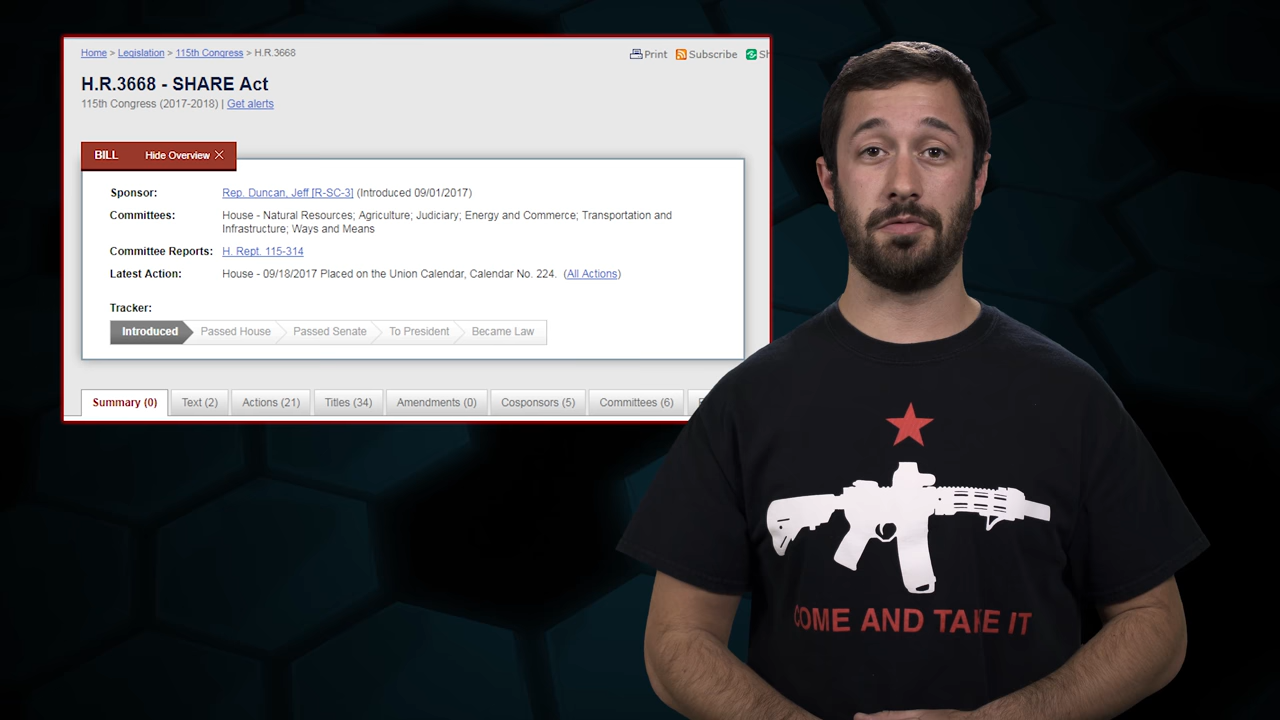 Home > Legislation > 115th Congress > H.R.3668
Print Subscribe
H.R.3668 - SHARE Act
115th Congress (2017-2018) | Get alerts
BILL Hide Overview X
Sponsor: Rep. Duncan, Jeff [R-SC-3] (Introduced 09/01/2017)
Committees: House - Natural Resources; Agriculture; Judiciary; Energy and Commerce; Transportation and
Infrastructure; Ways and Means
Committee Reports: H. Rept. 115-314
Latest Action: House - 09/18/2017 Placed on the Union Calendar, Calendar No. 224. (All Actions)
Tracker:
Introduced Passed House Passed Senate To President Became Law
Summary (0) Text (2) Actions (21) Titles (34) Amendments (0) Cosponsors (5) Committees (6)
COME AND TAKE IT